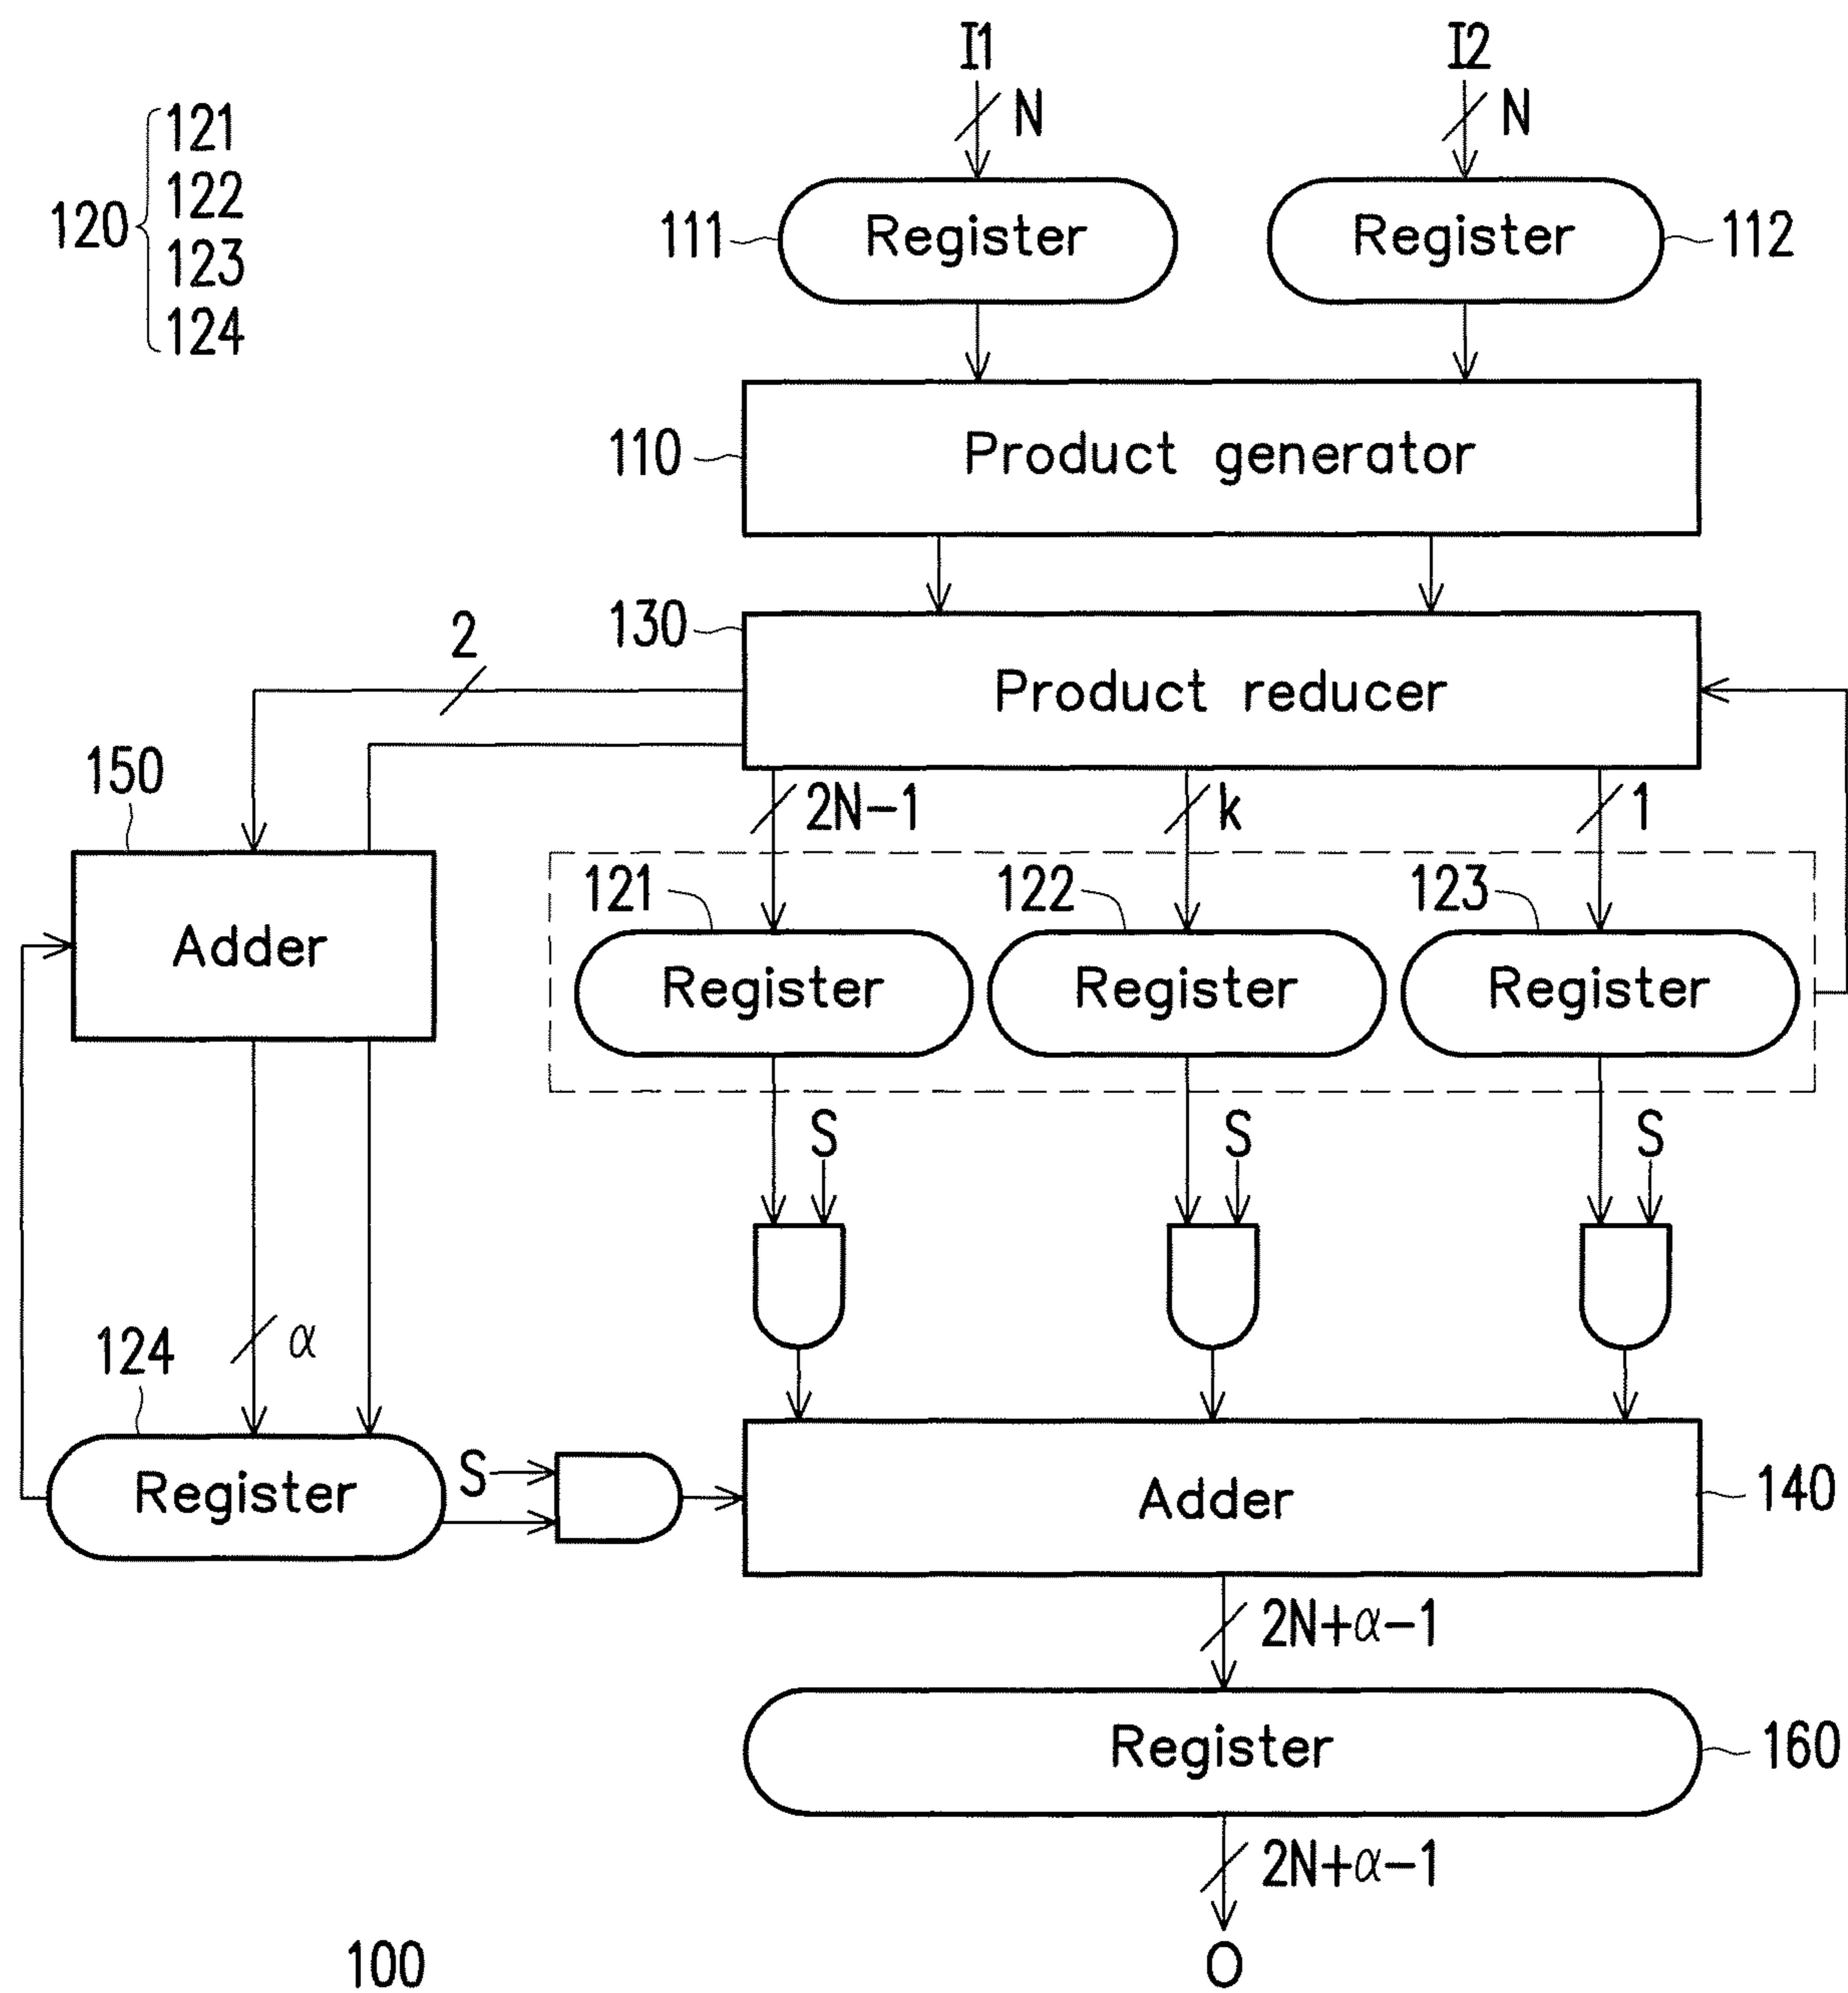 I1
I2
N
N
120
121
122
123
124
111
Register
Register
112
110
Product generator
130
Product reducer
2
150
Adder
2N-1
k
1
121
122
123
Register
Register
Register
S
S
S
α
124
Register
S
Adder
140
2N+α-1
Register
160
2N+α-1
O
100